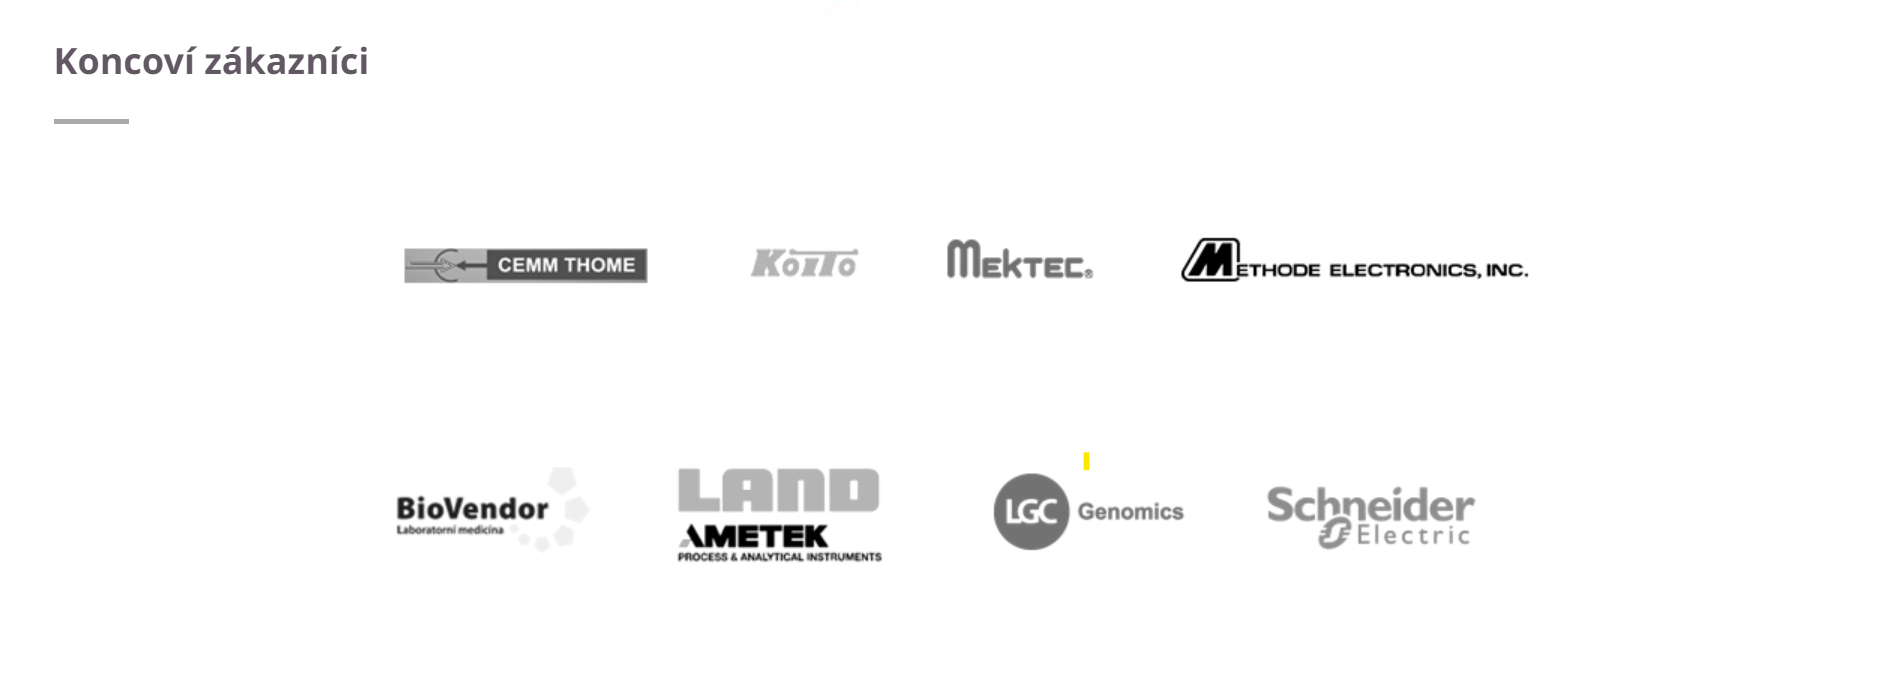 Koncoví zákazníci
CEMM THOME
KOITO
MEKTEC®
METHODE ELECTRONICS, INC.
BioVendor
Laboratorní medicína
LAND
AMETEK
PROCESS & ANALYTICAL INSTRUMENTS
LGC Genomics
Schneider
Electric